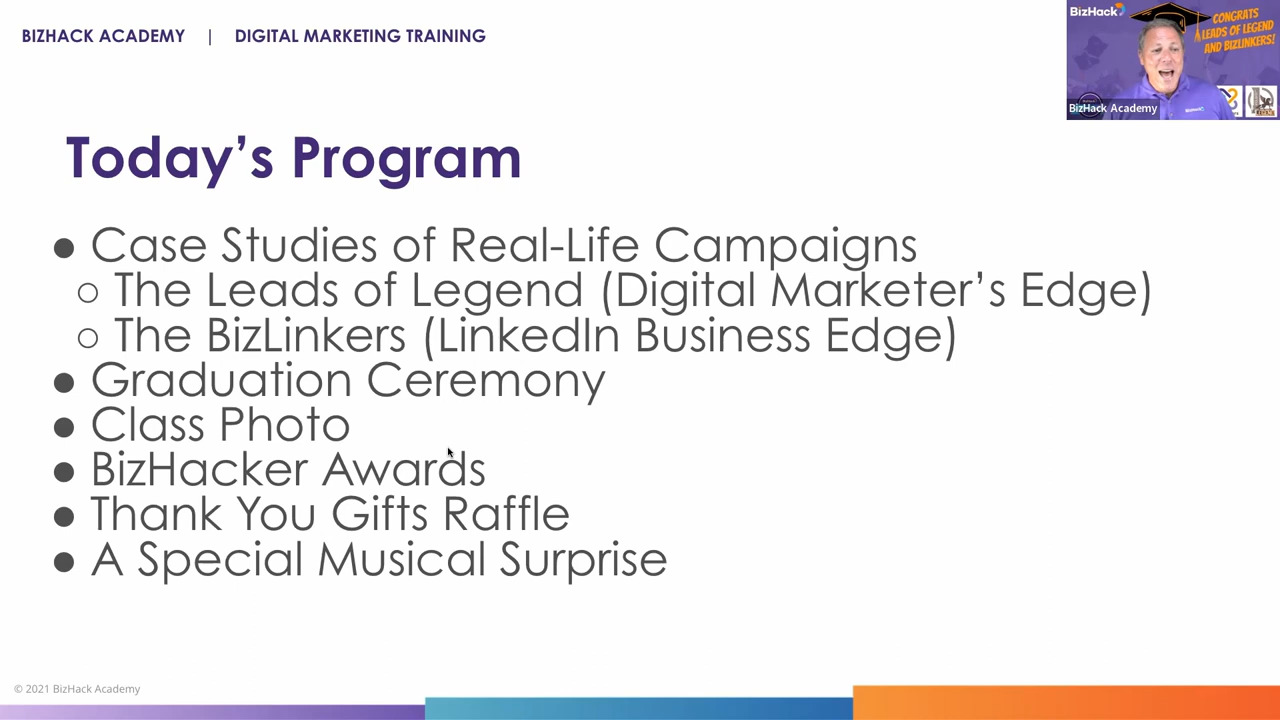 BIZHACK ACADEMY | DIGITAL MARKETING TRAINING
BizHack
CONGRATS
LEADS OF LEGEND
AND BIZLINKERS!
BizHack Academy
Today's Program
● Case Studies of Real-Life Campaigns
○ The Leads of Legend (Digital Marketer's Edge)
○ The BizLinkers (LinkedIn Business Edge)
● Graduation Ceremony
● Class Photo
● BizHacker Awards
● Thank You Gifts Raffle
● A Special Musical Surprise
© 2021 BizHack Academy